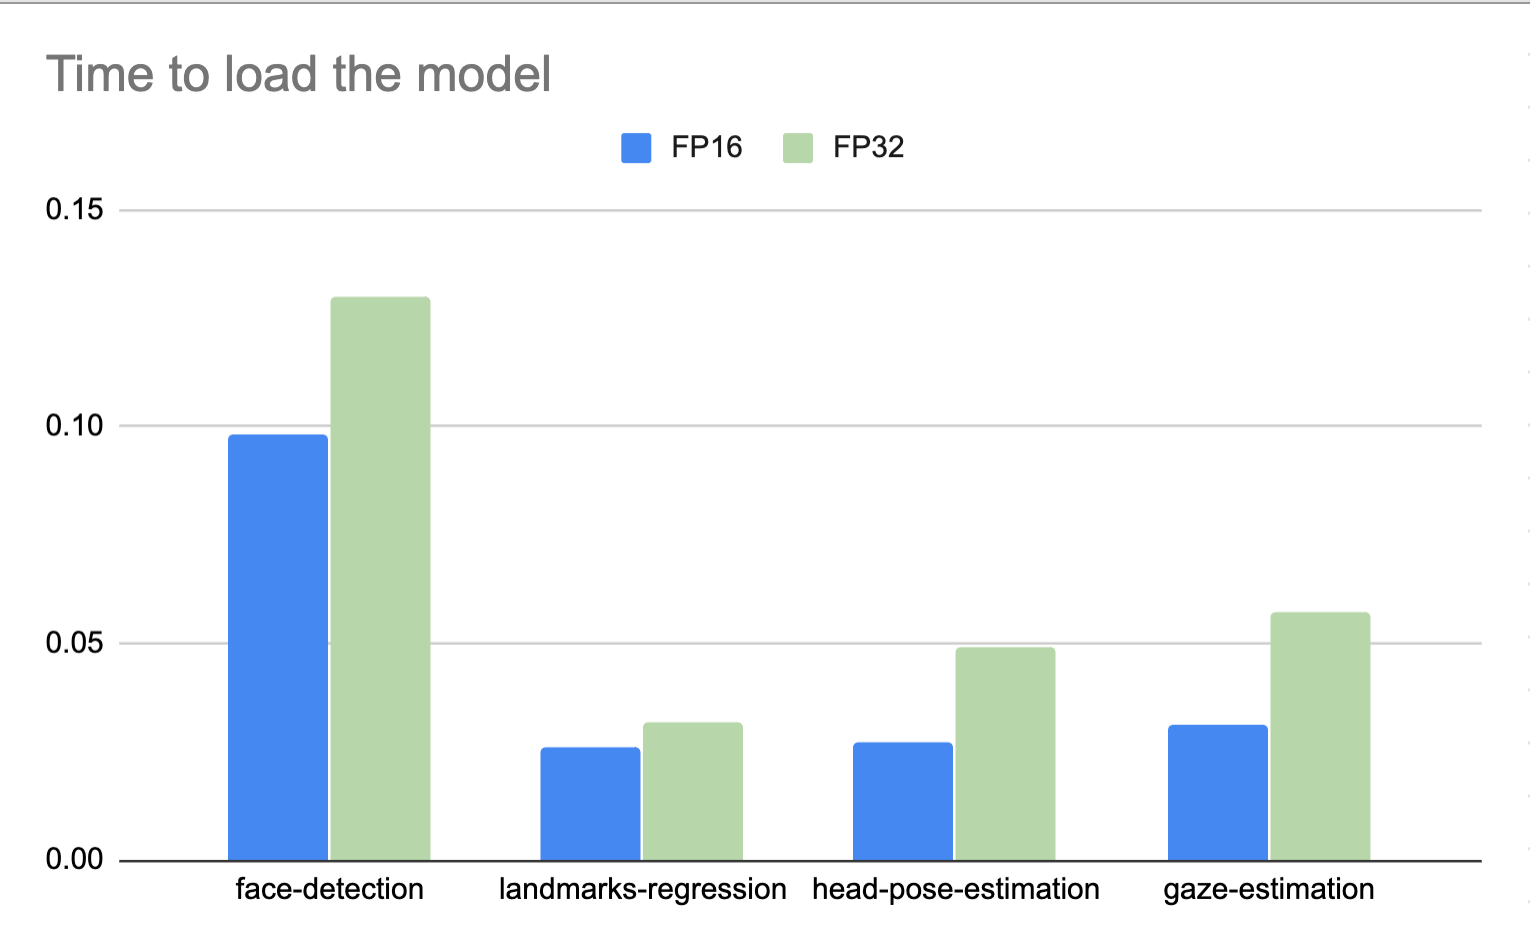 Time to load the model
FP16 FP32
0.15
0.10
0.05
0.00
face-detection landmarks-regression head-pose-estimation gaze-estimation